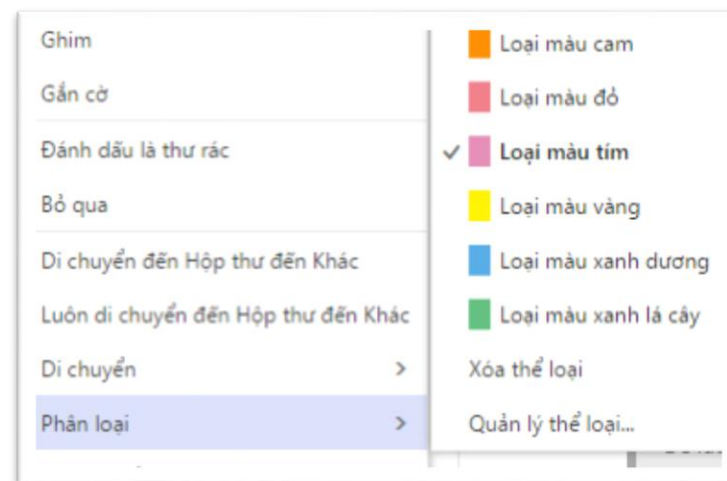 Ghim
Gắn cờ
Đánh dấu là thư rác
Bỏ qua
Di chuyển đến Hộp thư đến Khác
Luôn di chuyển đến Hộp thư đến Khác
Di chuyển
Phân loại
Loại màu cam
Loại màu đỏ
Loại màu tím
Loại màu vàng
Loại màu xanh dương
Loại màu xanh lá cây
Xóa thể loại
Quản lý thể loại...